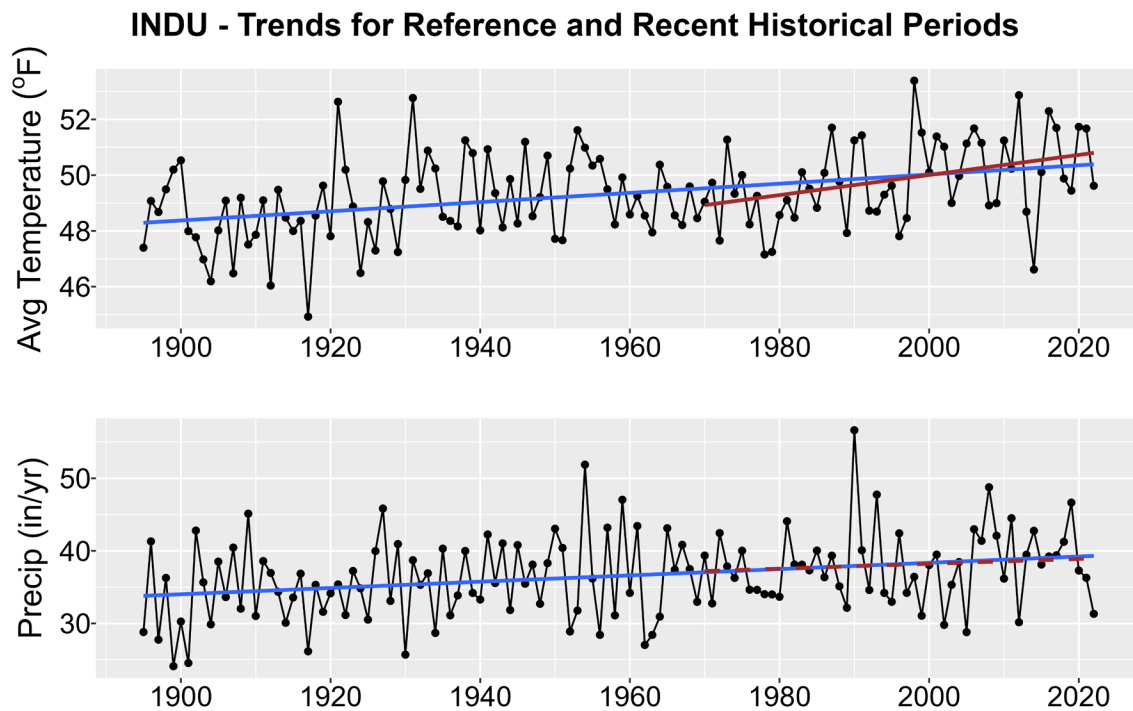 INDU - Trends for Reference and Recent Historical Periods
Avg Temperature (°F)
52
50
48
46
1900 1920 1940 1960 1980 2000 2020
Precip (in/yr)
50
40
30
1900 1920 1940 1960 1980 2000 2020